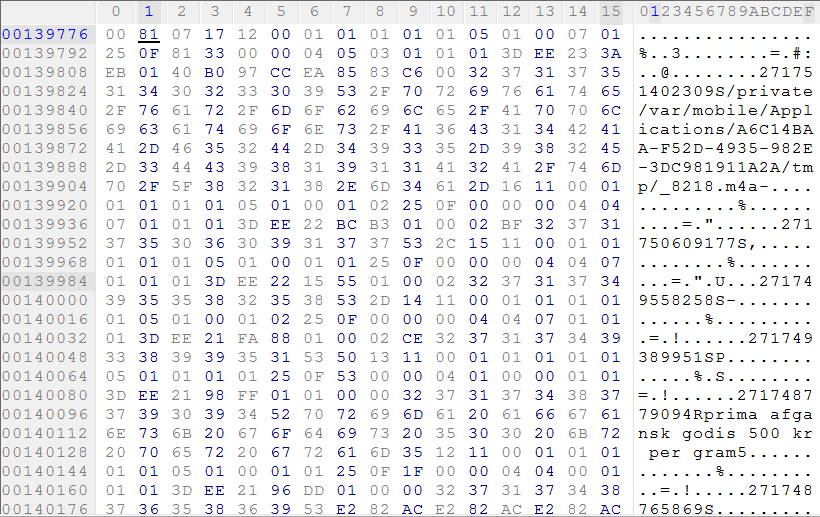 0 1 2 3 4 5 6 7 8 9 10 11 12 13 14 15 0123456789ABCDEF
00139776 00 81 07 17 12 00 01 01 01 01 01 05 01 00 07 01 ................
00139792 25 0F 81 33 00 00 04 05 03 01 01 01 3D EE 23 3A %..3........=.#:
00139808 EB 01 40 B0 97 CC EA 85 83 C6 00 32 37 31 37 35 ..@........27175
00139824 31 34 30 32 33 30 39 53 2F 70 72 69 76 61 74 65 1402309S/private
00139840 2F 76 61 72 2F 6D 6F 62 69 6C 65 2F 41 70 70 6C /var/mobile/Appl
00139856 69 63 61 74 69 6F 6E 73 2F 41 36 43 31 34 42 41 ications/A6C14BA
00139872 41 2D 46 35 32 44 2D 34 39 33 35 2D 39 38 32 45 A-F52D-4935-982E
00139888 2D 33 44 43 39 38 31 39 31 31 41 32 41 2F 74 6D -3DC981911A2A/tm
00139904 70 2F 5F 38 32 31 38 2E 6D 34 61 2D 16 11 00 01 p/_8218.m4a-....
00139920 01 01 01 05 01 00 01 02 25 0F 00 00 00 04 04 .........%......
00139936 07 01 01 01 3D EE 22 BC B3 01 00 02 BF 32 37 31 ....=."......271
00139952 37 35 30 36 30 39 31 37 37 53 2C 15 11 00 01 01 750609177S,.....
00139968 01 01 01 05 01 00 01 01 25 0F 00 00 00 04 04 07 ........%.......
00139984 01 01 01 3D EE 22 15 55 01 00 02 32 37 31 37 34 ...=.".U...27174
00140000 39 35 35 38 32 35 38 53 2D 14 11 00 01 01 01 01 9558258S-.......
00140016 01 05 01 00 01 02 25 0F 00 00 00 04 04 07 01 01 ......%.........
00140032 01 3D EE 21 FA 88 01 00 02 CE 32 37 31 37 34 39 .=.!......271749
00140048 33 38 39 39 35 31 53 50 13 11 00 01 01 01 01 01 389951SP........
00140064 05 01 01 01 01 25 0F 53 00 00 04 01 00 00 01 01 .....%.S........
00140080 3D EE 21 98 FF 01 01 00 00 32 37 31 37 34 38 37 =.!......2717487
00140096 37 39 30 39 34 52 70 72 69 6D 61 20 61 66 67 61 79094Rprima afga
00140112 6E 73 6B 20 67 6F 64 69 73 20 35 30 30 20 6B 72 nsk godis 500 kr
00140128 20 70 65 72 20 67 72 61 6D 35 12 11 00 01 01 01 per gram5.......
00140144 01 01 05 01 00 01 01 25 0F 1F 00 00 00 04 04 00 01 .......%........
00140160 01 01 3D EE 21 96 DD 01 00 00 32 37 31 37 34 38 ..=.!.....271748
00140176 37 36 35 38 36 39 53 E2 82 AC E2 82 AC E2 82 AC 765869S.........